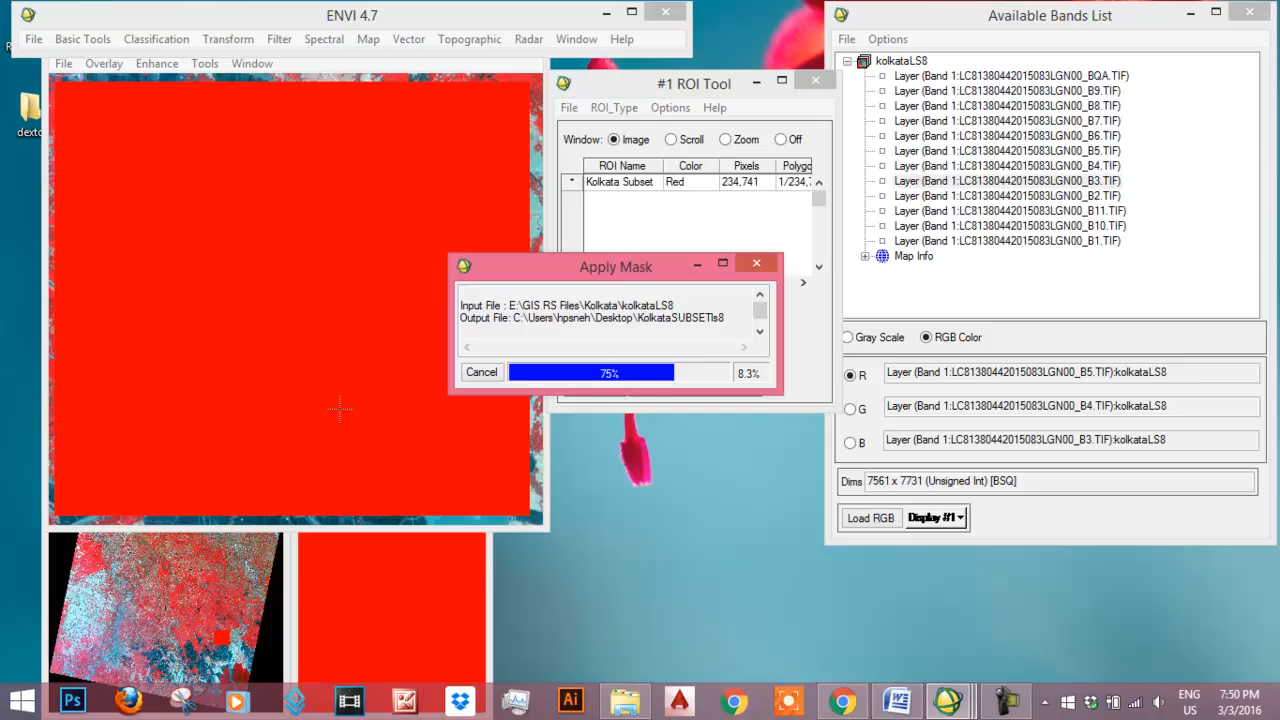 ENVI 4.7
File Basic Tools Classification Transform Filter Spectral Map Vector Topographic Radar Window Help
File Overlay Enhance Tools Window
dexto
#1 ROI Tool
File ROI_Type Options Help
Window: Image Scroll Zoom Off
ROI Name Color Pixels Polygo
* Kolkata Subset Red 234,741 1/234,
Apply Mask
Input File : E:\GIS RS Files\Kolkata\kolkataLS8
Output File: C:\Users\hpsneh\Desktop\KolkataSUBSETls8
Cancel 75% 8.3%
Available Bands List
File Options
kolkataLS8
Layer (Band 1:LC81380442015083LGN00_BQA.TIF)
Layer (Band 1:LC81380442015083LGN00_B9.TIF)
Layer (Band 1:LC81380442015083LGN00_B8.TIF)
Layer (Band 1:LC81380442015083LGN00_B7.TIF)
Layer (Band 1:LC81380442015083LGN00_B6.TIF)
Layer (Band 1:LC81380442015083LGN00_B5.TIF)
Layer (Band 1:LC81380442015083LGN00_B4.TIF)
Layer (Band 1:LC81380442015083LGN00_B3.TIF)
Layer (Band 1:LC81380442015083LGN00_B2.TIF)
Layer (Band 1:LC81380442015083LGN00_B11.TIF)
Layer (Band 1:LC81380442015083LGN00_B10.TIF)
Layer (Band 1:LC81380442015083LGN00_B1.TIF)
Map Info
Gray Scale RGB Color
R Layer (Band 1:LC81380442015083LGN00_B5.TIF):kolkataLS8
G Layer (Band 1:LC81380442015083LGN00_B4.TIF):kolkataLS8
B Layer (Band 1:LC81380442015083LGN00_B3.TIF):kolkataLS8
Dims 7561 x 7731 (Unsigned Int) [BSQ]
Load RGB Display #1
Ps Ai
ENG 7:50 PM
US 3/3/2016